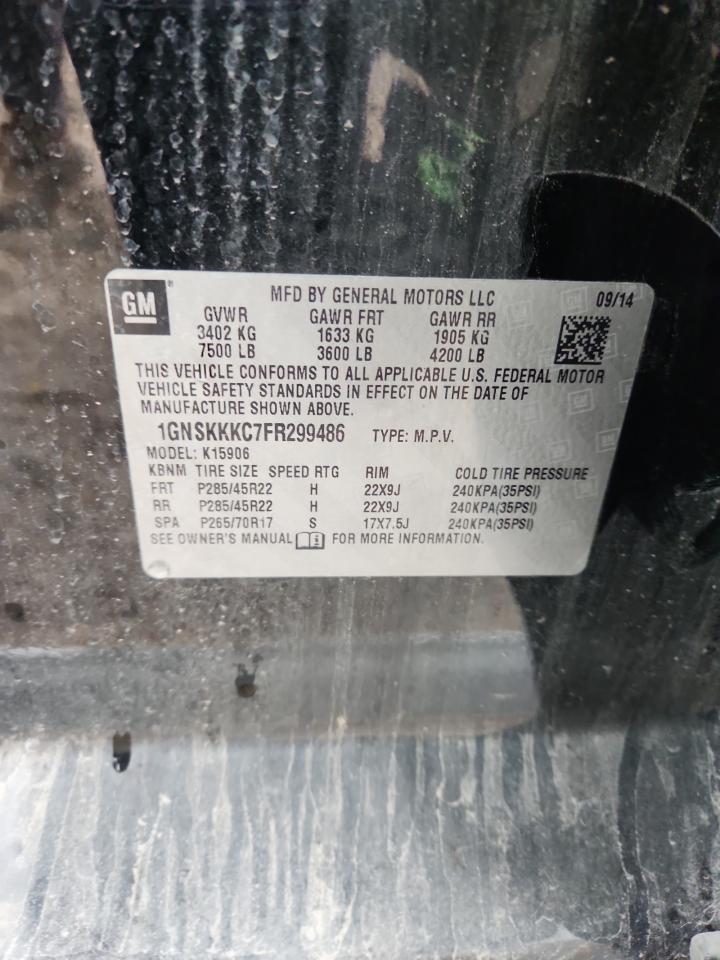 GM
MFD BY GENERAL MOTORS LLC 09/14
GVWR GAWR FRT GAWR RR
3402 KG 1633 KG 1905 KG
7500 LB 3600 LB 4200 LB
THIS VEHICLE CONFORMS TO ALL APPLICABLE U.S. FEDERAL MOTOR
VEHICLE SAFETY STANDARDS IN EFFECT ON THE DATE OF
MANUFACTURE SHOWN ABOVE.
1GNSKKKC7FR299486 TYPE: M.P.V.
MODEL: K15906
KBNM TIRE SIZE SPEED RTG RIM COLD TIRE PRESSURE
FRT P285/45R22 H 22X9J 240KPA(35PSI)
RR P285/45R22 H 22X9J 240KPA(35PSI)
SPA P265/70R17 S 17X7.5J 240KPA(35PSI)
SEE OWNER'S MANUAL FOR MORE INFORMATION.